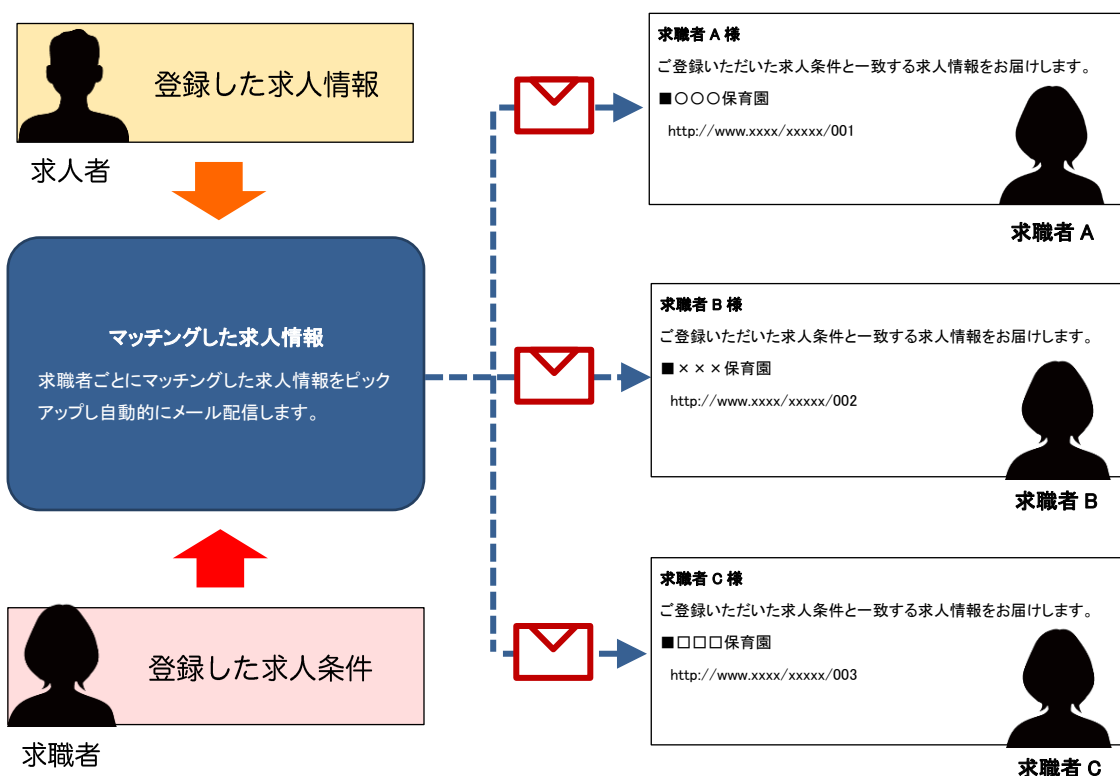 登録した求人情報
求人者
マッチングした求人情報
求職者ごとにマッチングした求人情報をピック
アップし自動的にメール配信します。
登録した求人条件
求職者
求職者 A 様
ご登録いただいた求人条件と一致する求人情報をお届けします。
■〇〇〇保育園
http://www.xxxx/xxxxx/001
求職者 A
求職者 B 様
ご登録いただいた求人条件と一致する求人情報をお届けします。
■×××保育園
http://www.xxxx/xxxxx/002
求職者 B
求職者 C 様
ご登録いただいた求人条件と一致する求人情報をお届けします。
■□□□保育園
http://www.xxxx/xxxxx/003
求職者 C